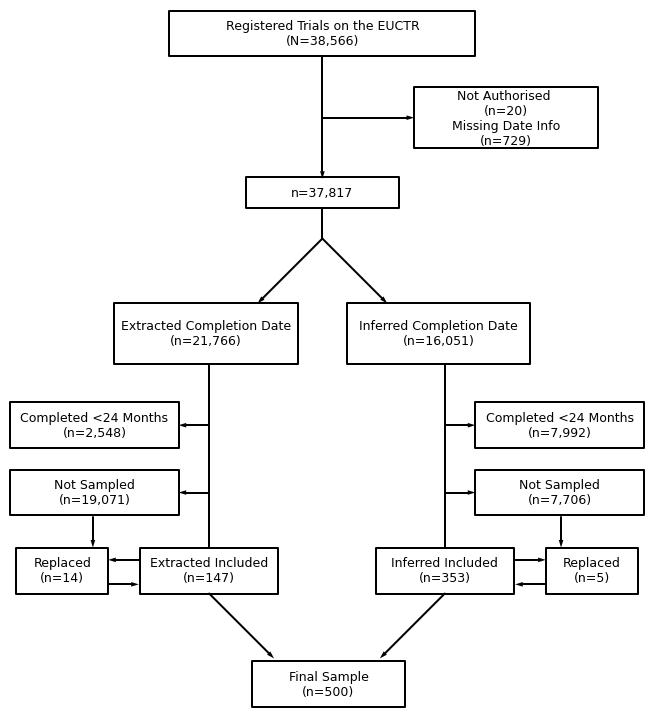 Registered Trials on the EUCTR
(N=38,566)
Not Authorised
(n=20)
Missing Date Info
(n=729)
n=37,817
Extracted Completion Date
(n=21,766)
Inferred Completion Date
(n=16,051)
Completed <24 Months
(n=2,548)
Completed <24 Months
(n=7,992)
Not Sampled
(n=19,071)
Not Sampled
(n=7,706)
Replaced
(n=14)
Extracted Included
(n=147)
Inferred Included
(n=353)
Replaced
(n=5)
Final Sample
(n=500)